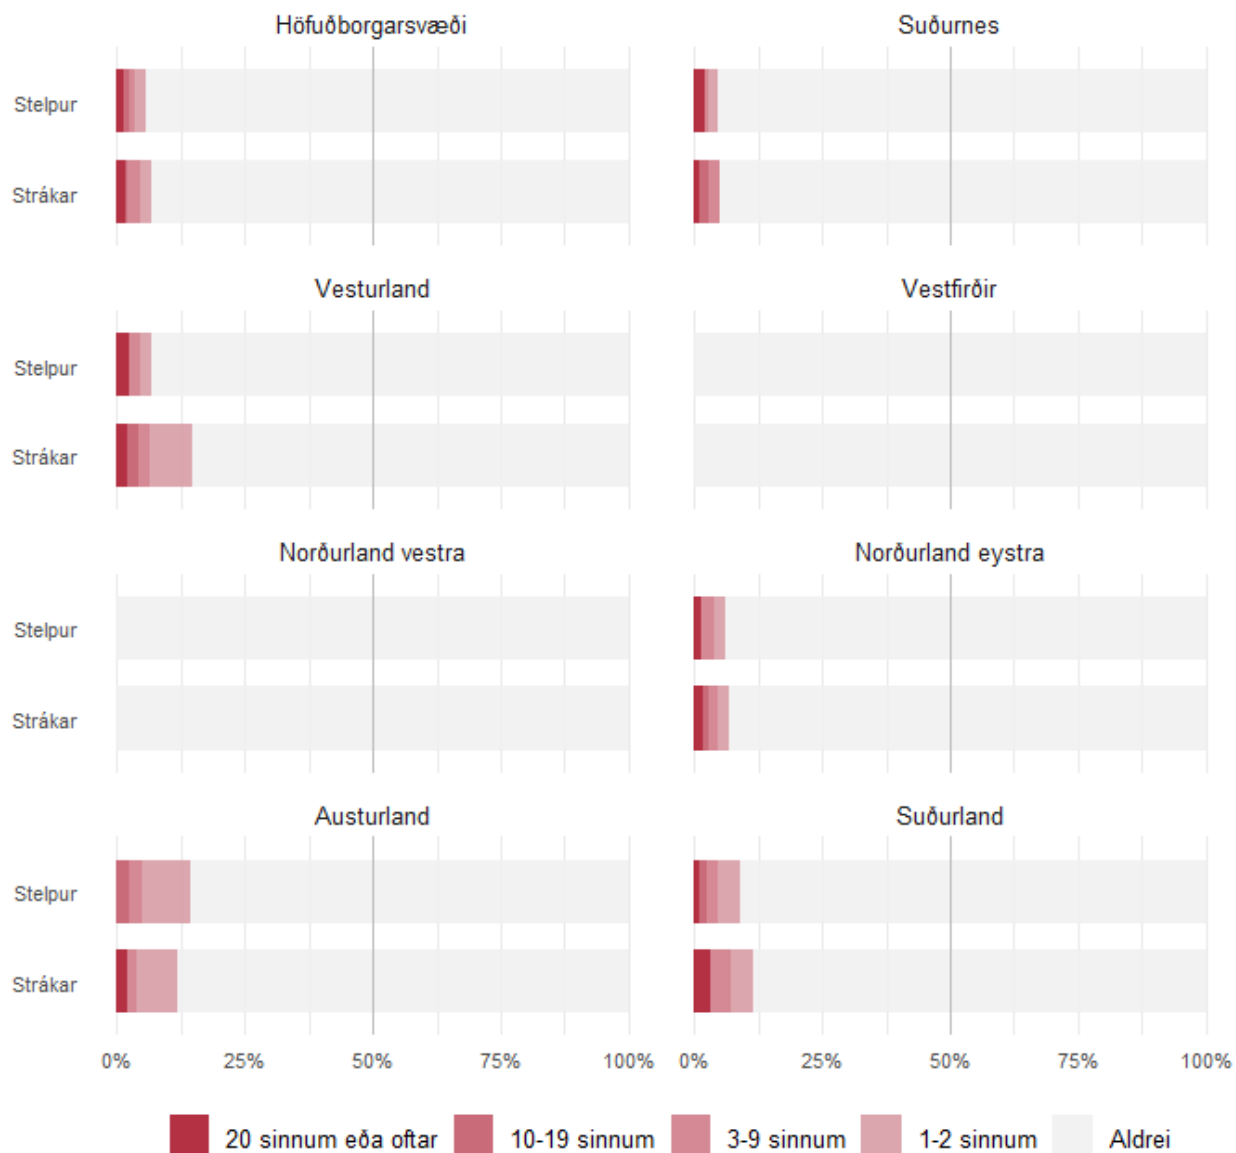 Höfuðborgarsvæði
Suðurnes
Stelpur
Strákar
Vesturland
Vestfirðir
Stelpur
Strákar
Norðurland vestra
Norðurland eystra
Stelpur
Strákar
Austurland
Suðurland
Stelpur
Strákar
0% 25% 50% 75% 100% 0% 25% 50% 75% 100%
20 sinnum eða oftar 10-19 sinnum 3-9 sinnum 1-2 sinnum Aldrei